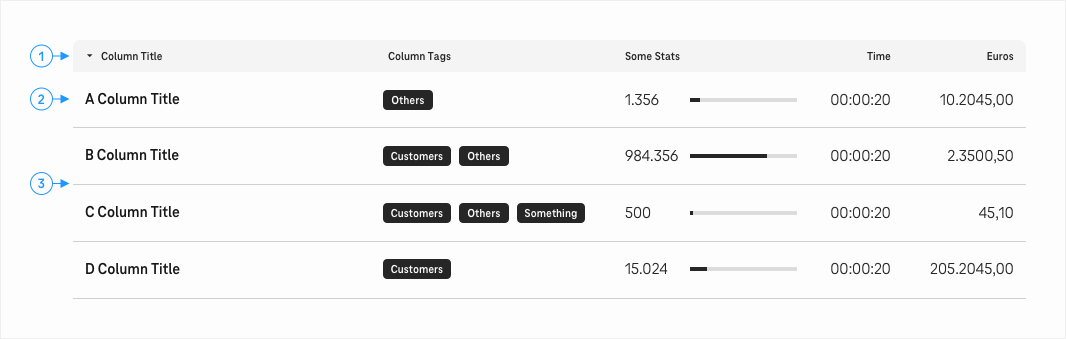 1 Column Title Column Tags Some Stats Time Euros
2 A Column Title Others 1.356 00:00:20 10.2045,00
B Column Title Customers Others 984.356 00:00:20 2.3500,50
3
C Column Title Customers Others Something 500 00:00:20 45,10
D Column Title Customers 15.024 00:00:20 205.2045,00